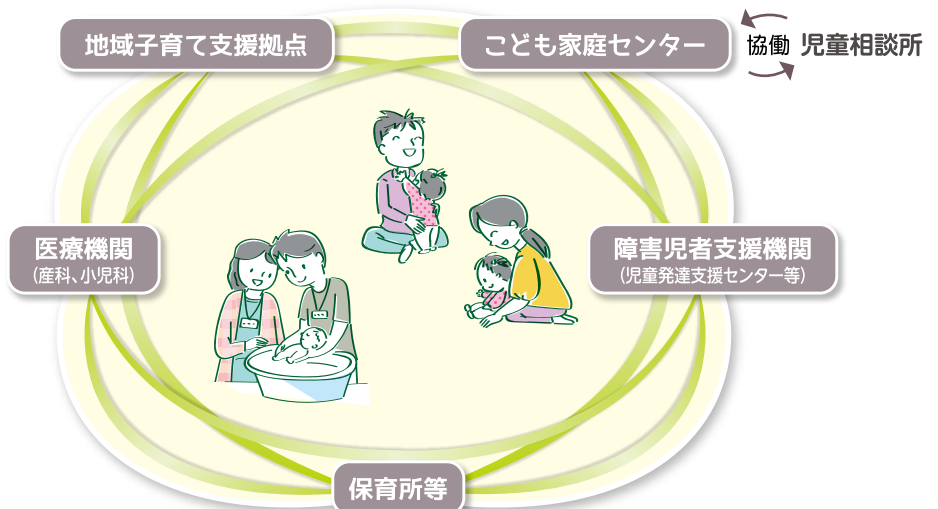 地域子育て支援拠点
こども家庭センター
協働
児童相談所
医療機関
(産科、小児科)
障害児者支援機関
(児童発達支援センター等)
保育所等